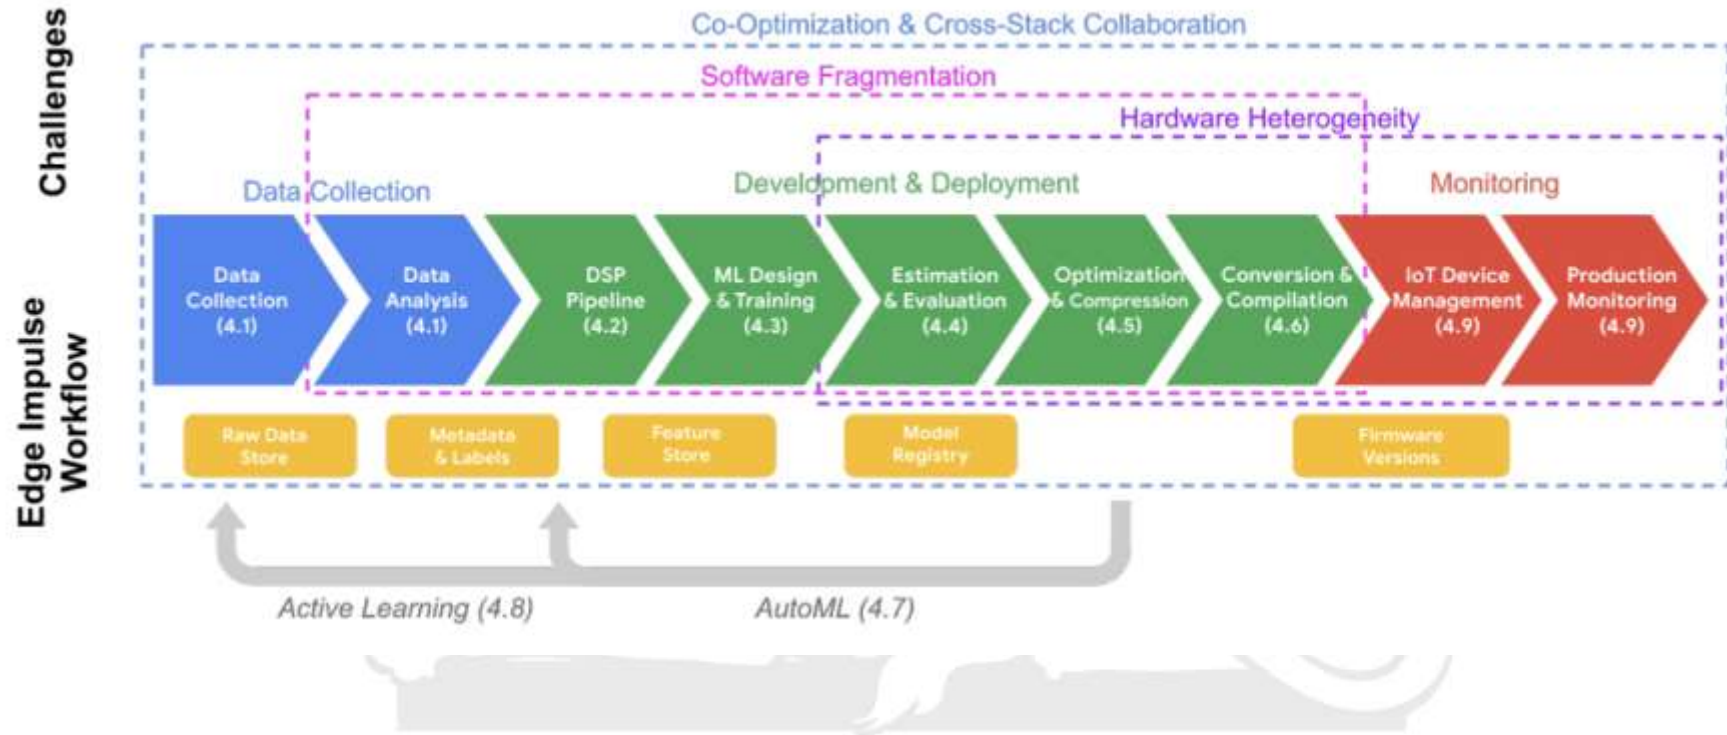 Challenges
Co-Optimization & Cross-Stack Collaboration
Software Fragmentation
Hardware Heterogeneity
Data Collection
Development & Deployment
Monitoring
Edge Impulse
Workflow
Data
Collection
(4.1)
Data
Analysis
(4.1)
DSP
Pipeline
(4.2)
ML Design
& Training
(4.3)
Estimation
& Evaluation
(4.4)
Optimization
& Compression
(4.5)
Conversion &
Compilation
(4.6)
IoT Device
Management
(4.9)
Production
Monitoring
(4.9)
Raw Data
Store
Metadata
& Labels
Feature
Store
Model
Registry
Firmware
Versions
Active Learning (4.8)
AutoML (4.7)